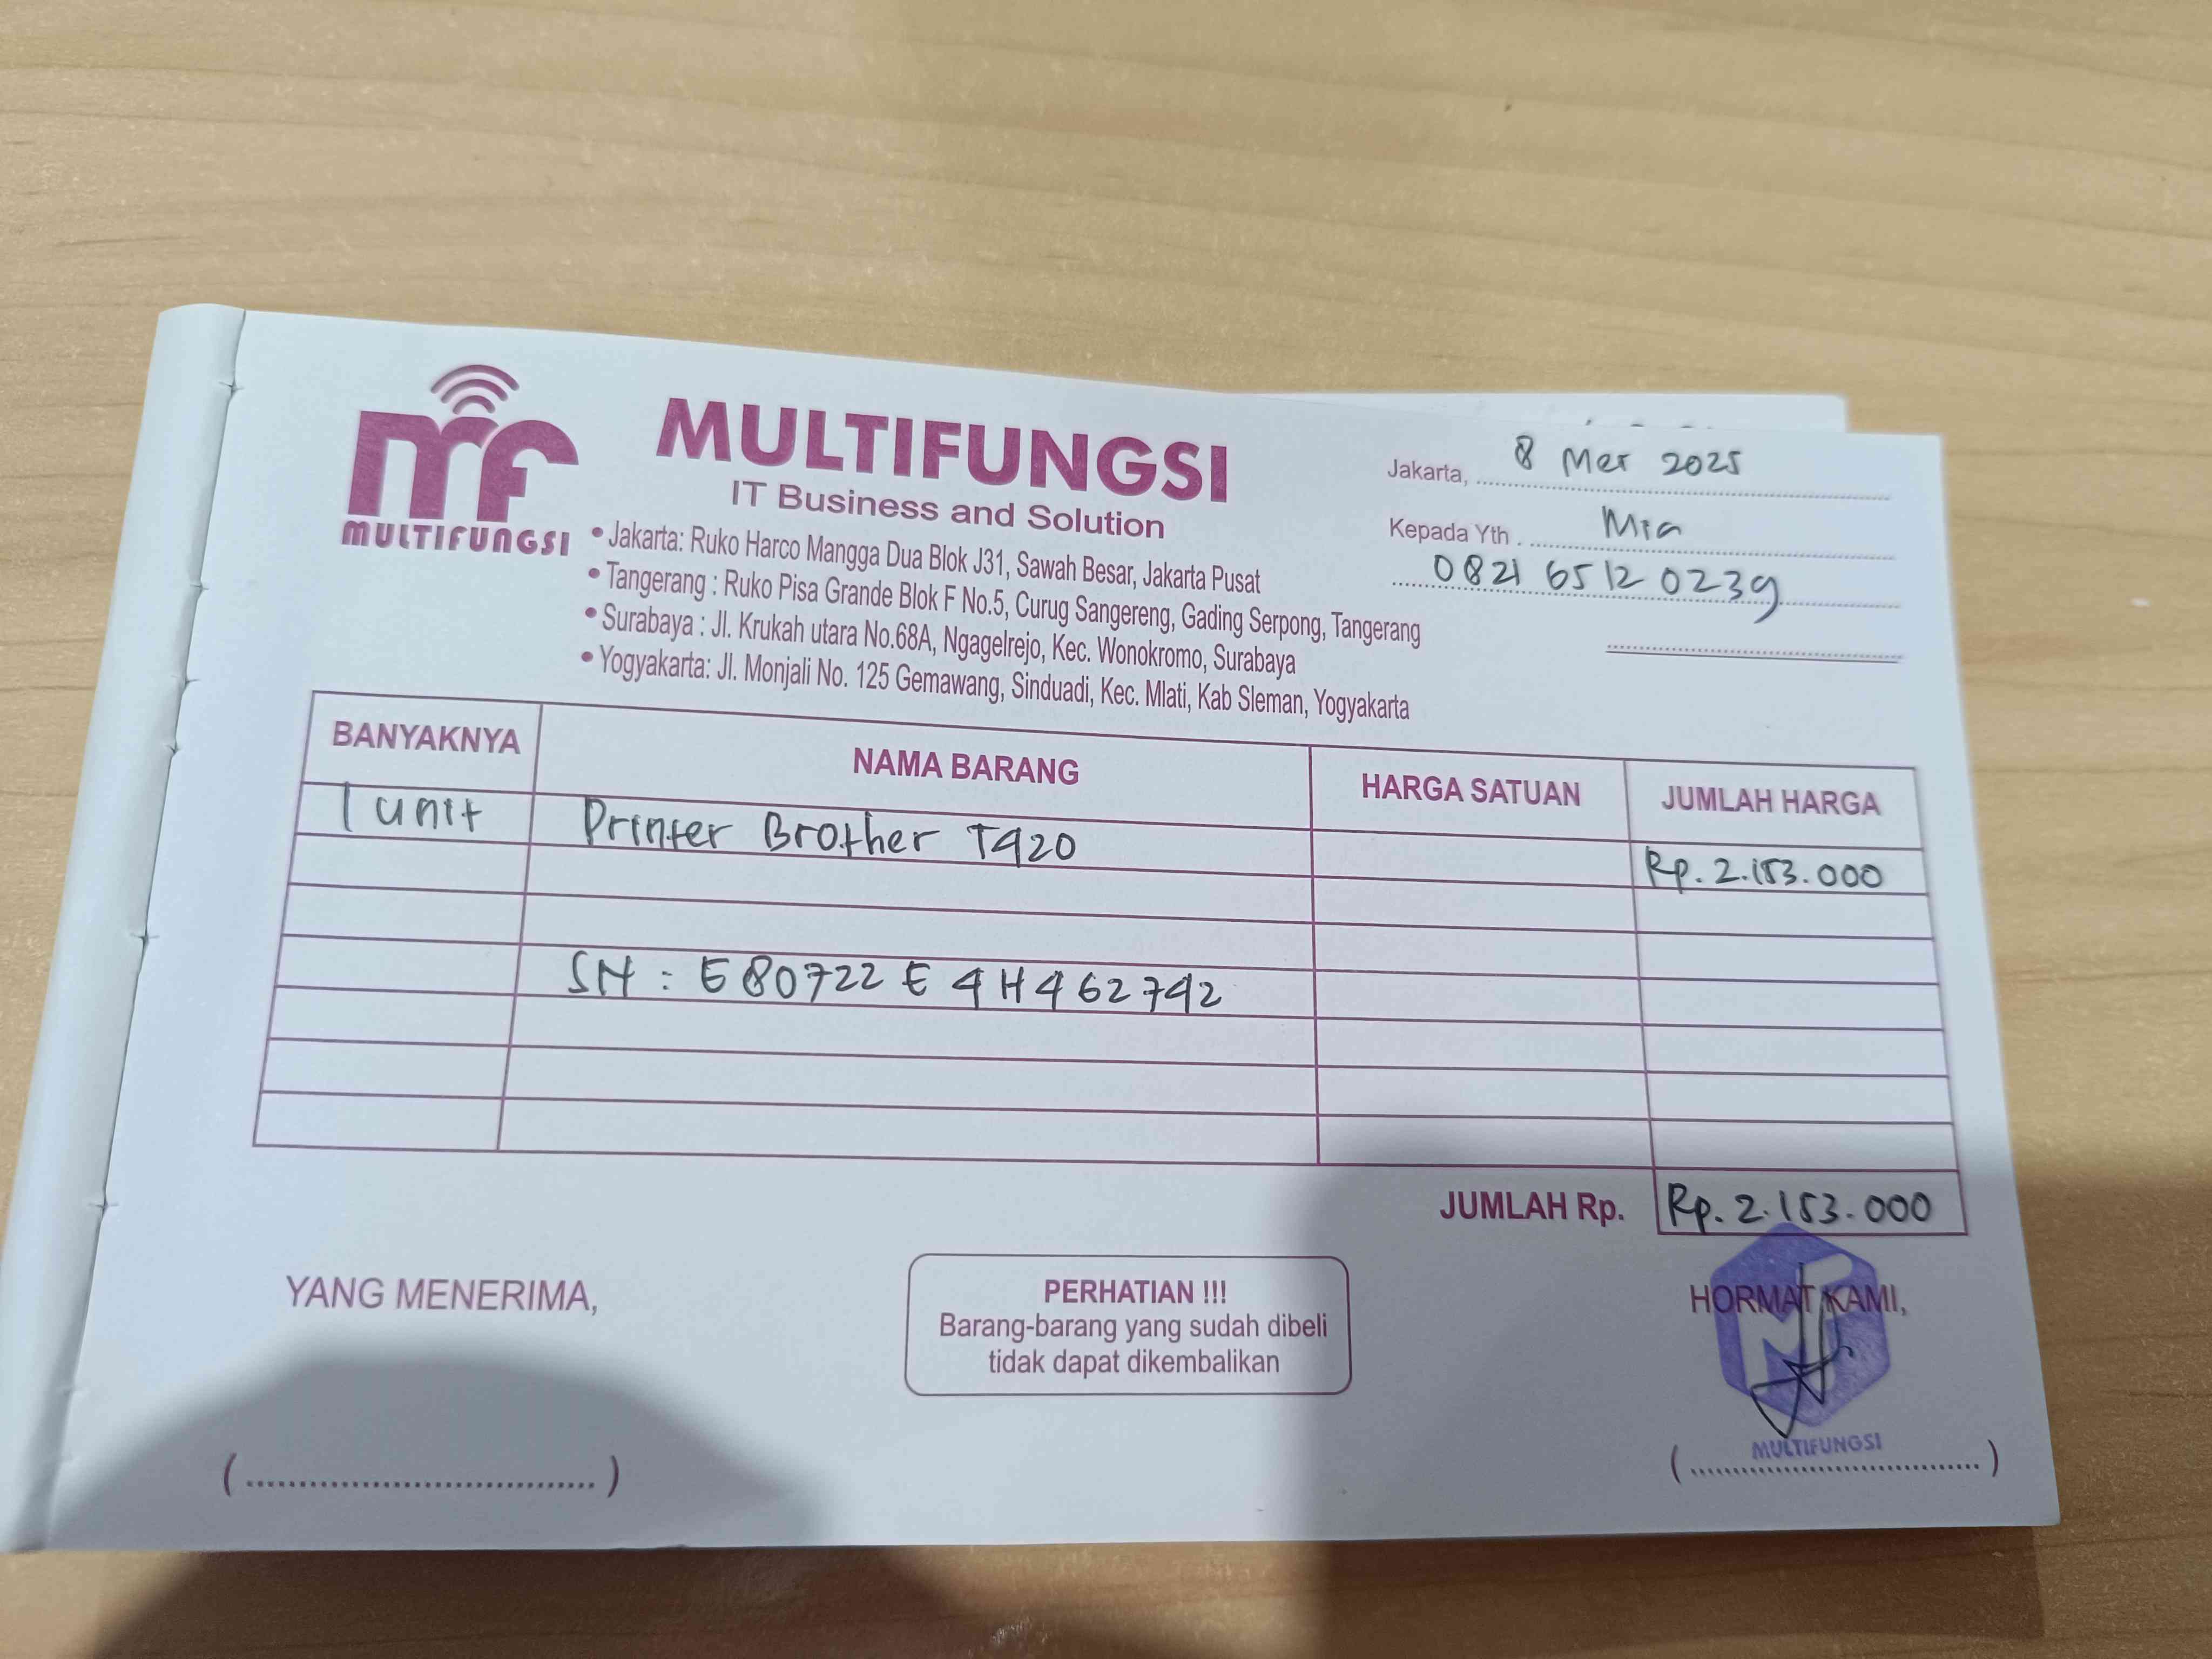 mf
MULTIFUNGSI
MULTIFUNGSI
IT Business and Solution
• Jakarta: Ruko Harco Mangga Dua Blok J31, Sawah Besar, Jakarta Pusat
• Tangerang : Ruko Pisa Grande Blok F No.5, Curug Sangereng, Gading Serpong, Tangerang
• Surabaya : Jl. Krukah utara No.68A, Ngagelrejo, Kec. Wonokromo, Surabaya
• Yogyakarta: Jl. Monjali No. 125 Gemawang, Sinduadi, Kec. Mlati, Kab Sleman, Yogyakarta
Jakarta, 8 Mei 2025
Kepada Yth . Mia
0821 6512 0239
BANYAKNYA NAMA BARANG HARGA SATUAN JUMLAH HARGA
1 unit Printer Brother T920 Rp. 2.153.000
SN : E80722E4H462742
JUMLAH Rp. Rp. 2.153.000
YANG MENERIMA,
PERHATIAN !!!
Barang-barang yang sudah dibeli
tidak dapat dikembalikan
HORMAT KAMI,
MULTIFUNGSI